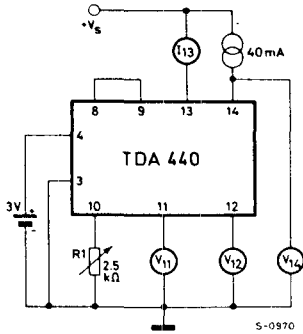 +Vs
I13
40mA
8 9 13 14
4
TDA 440
3
10 11 12
3V
+
-
R1
2.5
kΩ
V11 V12 V14
S-0970